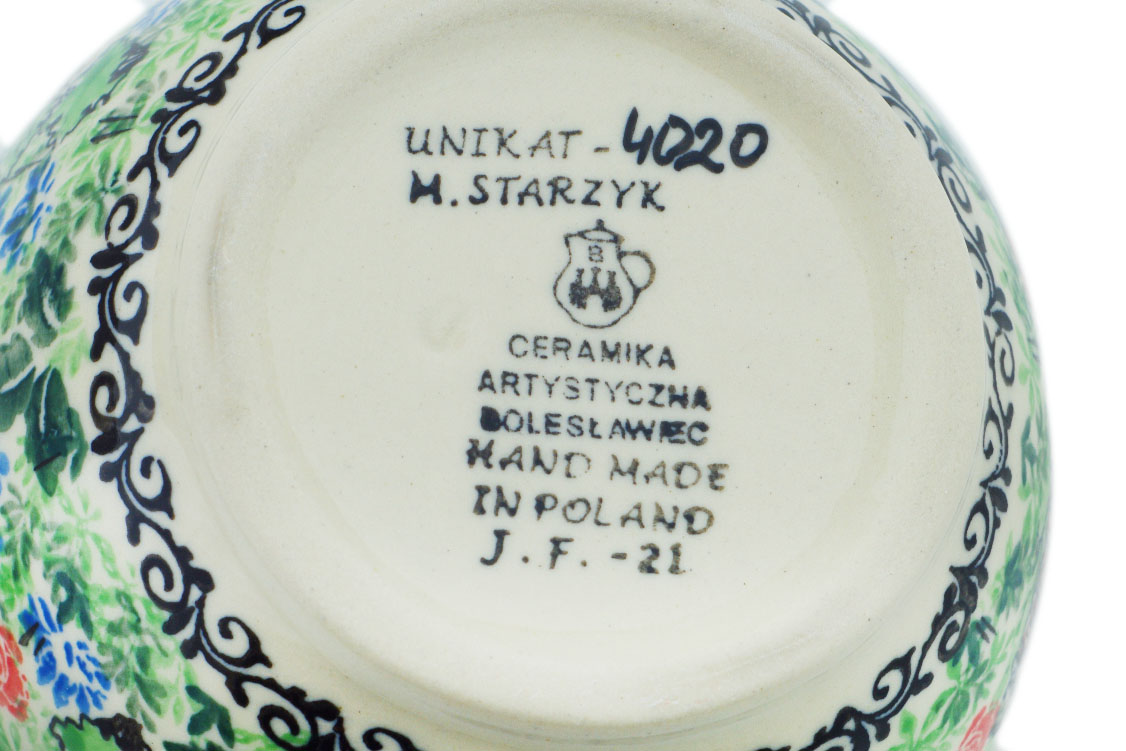 UNIKAT - 4020
M. STARZYK
B
CERAMIKA
ARTYSTYCZNA
BOLESŁAWIEC
HAND MADE
IN POLAND
J. F. - 21